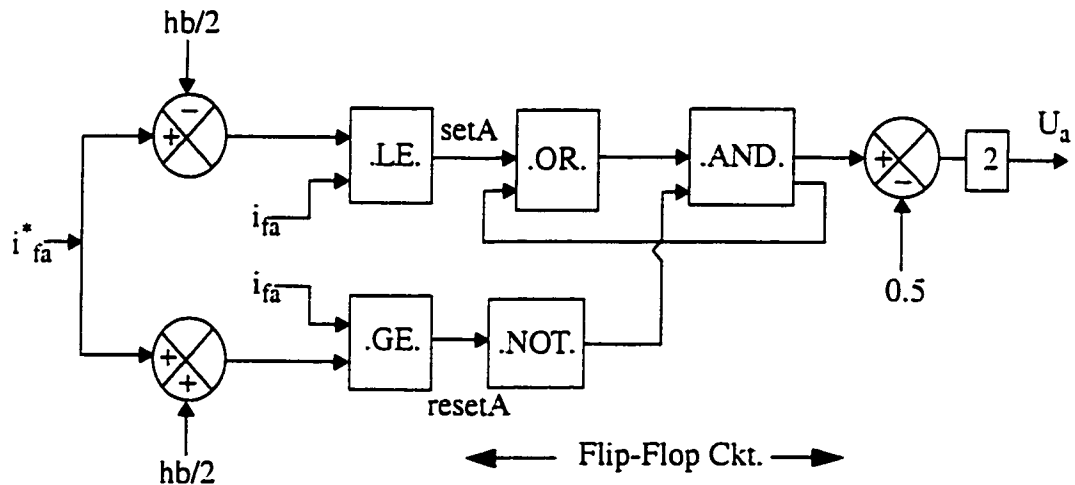 hb/2
−
+
.LE.
setA
.OR.
.AND.
+
−
2
U_a
i_fa
i*_fa
0.5
i_fa
.GE.
.NOT.
+
+
resetA
hb/2
Flip-Flop Ckt.